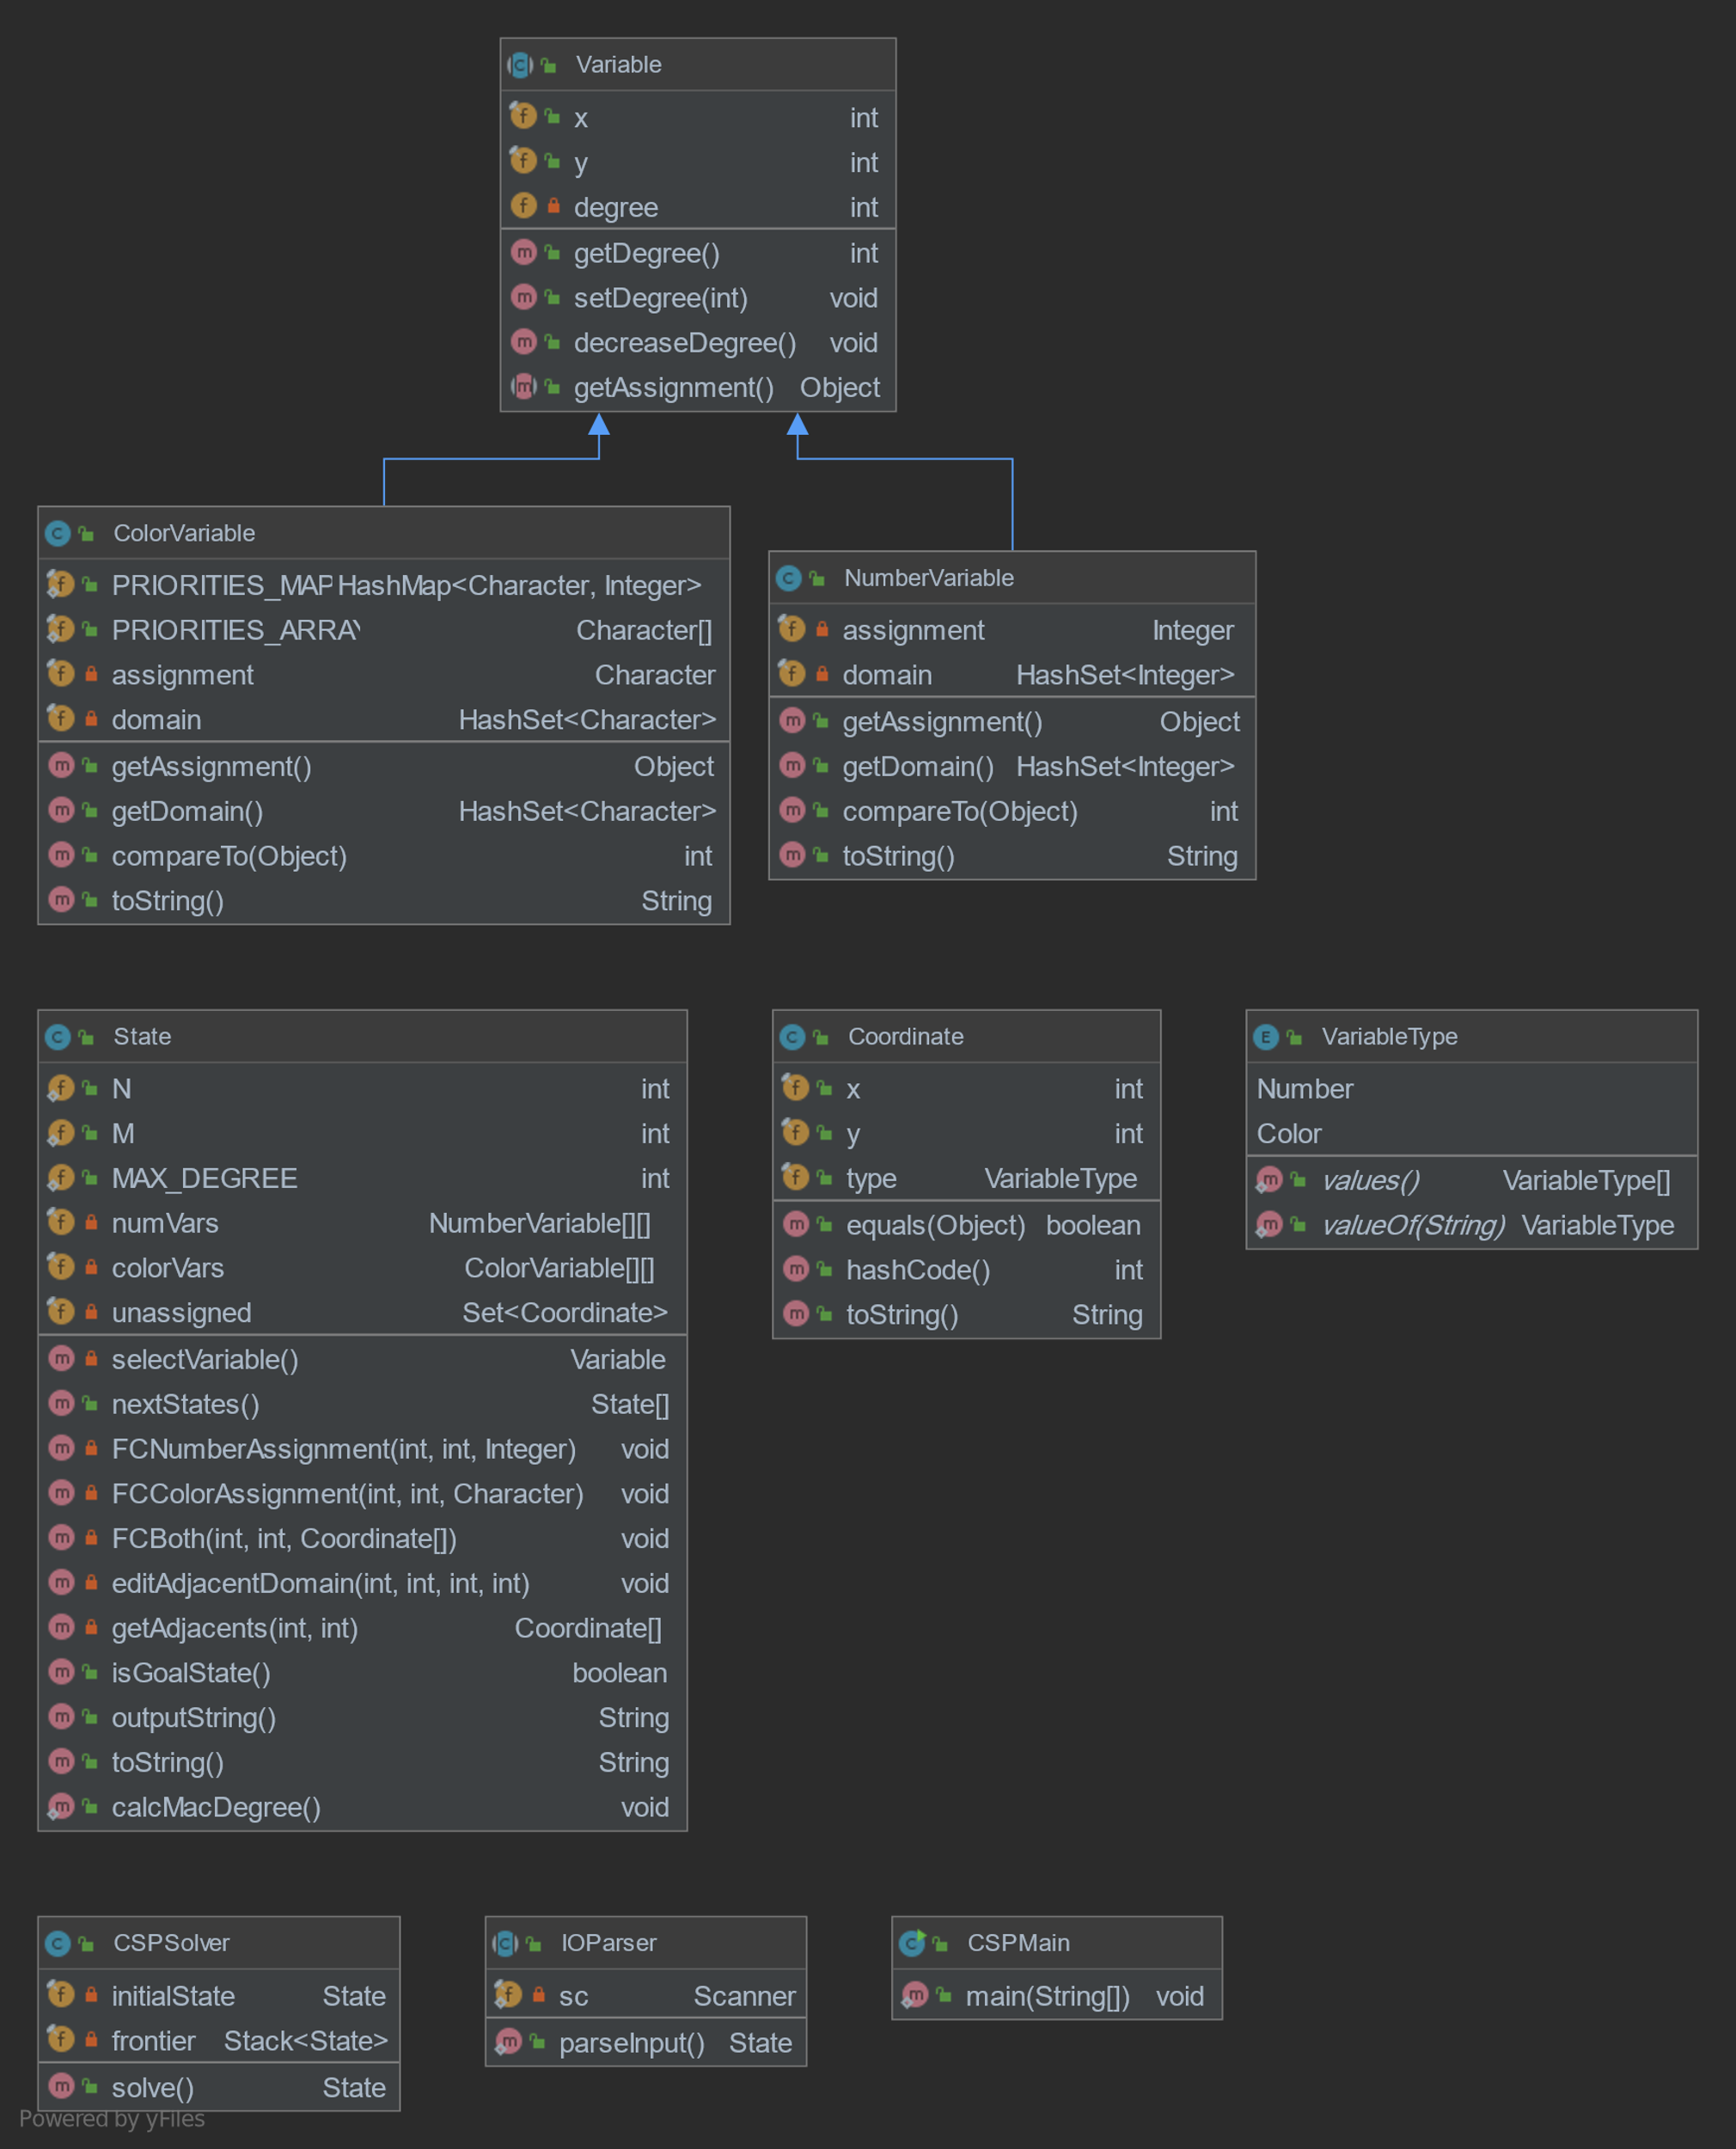 Variable
x int
y int
degree int
getDegree() int
setDegree(int) void
decreaseDegree() void
getAssignment() Object
ColorVariable
PRIORITIES_MAP HashMap<Character, Integer>
PRIORITIES_ARRAY Character[]
assignment Character
domain HashSet<Character>
getAssignment() Object
getDomain() HashSet<Character>
compareTo(Object) int
toString() String
NumberVariable
assignment Integer
domain HashSet<Integer>
getAssignment() Object
getDomain() HashSet<Integer>
compareTo(Object) int
toString() String
State
N int
M int
MAX_DEGREE int
numVars NumberVariable[][]
colorVars ColorVariable[][]
unassigned Set<Coordinate>
selectVariable() Variable
nextStates() State[]
FCNumberAssignment(int, int, Integer) void
FCColorAssignment(int, int, Character) void
FCBoth(int, int, Coordinate[]) void
editAdjacentDomain(int, int, int, int) void
getAdjacents(int, int) Coordinate[]
isGoalState() boolean
outputString() String
toString() String
calcMacDegree() void
Coordinate
x int
y int
type VariableType
equals(Object) boolean
hashCode() int
toString() String
VariableType
Number
Color
values() VariableType[]
valueOf(String) VariableType
CSPSolver
initialState State
frontier Stack<State>
solve() State
IOParser
sc Scanner
parseInput() State
CSPMain
main(String[]) void
Powered by yFiles